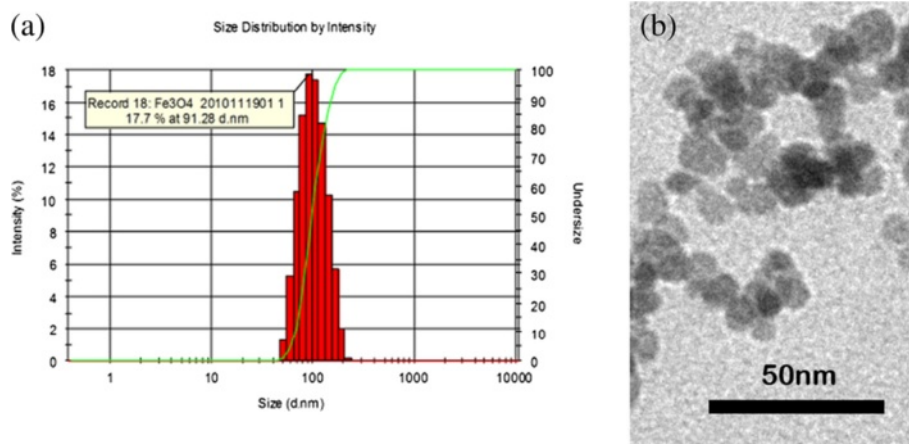 (a)
Size Distribution by Intensity
18
16
14
12
10
8
6
4
2
0
Intensity (%)
Record 18: Fe3O4 2010111901 1
17.7 % at 91.28 d.nm
100
90
80
70
60
50
40
30
20
10
0
Undersize
1 10 100 1000 10000
Size (d.nm)
(b)
50nm